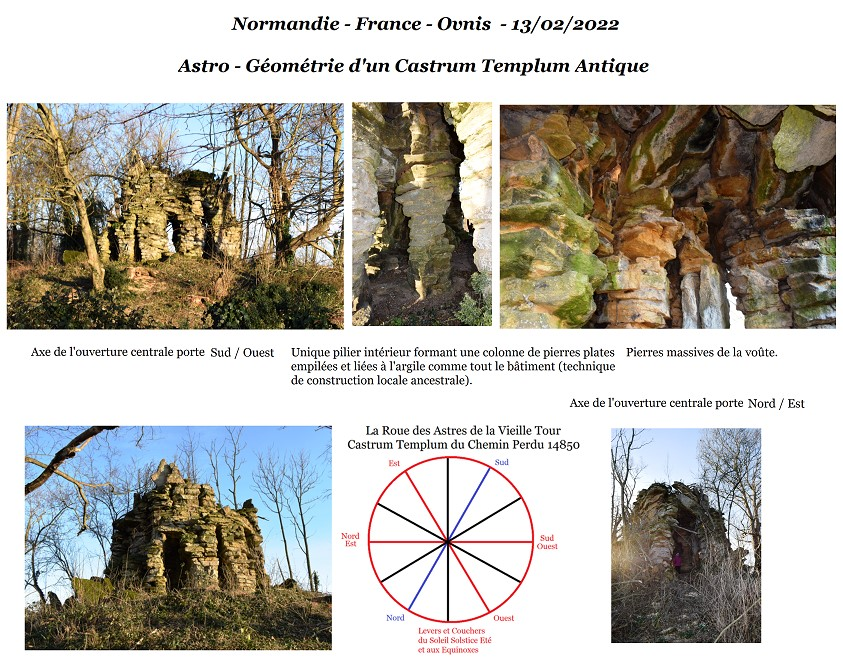 Normandie - France - Ovnis - 13/02/2022
Astro - Géométrie d'un Castrum Templum Antique
Axe de l'ouverture centrale porte Sud / Ouest
Unique pilier intérieur formant une colonne de pierres plates
empilées et liées à l'argile comme tout le bâtiment (technique
de construction locale ancestrale).
Pierres massives de la voûte.
Axe de l'ouverture centrale porte Nord / Est
La Roue des Astres de la Vieille Tour
Castrum Templum du Chemin Perdu 14850
Est
Sud
Nord
Est
Sud
Ouest
Nord
Ouest
Levers et Couchers
du Soleil Solstice Eté
et aux Equinoxes